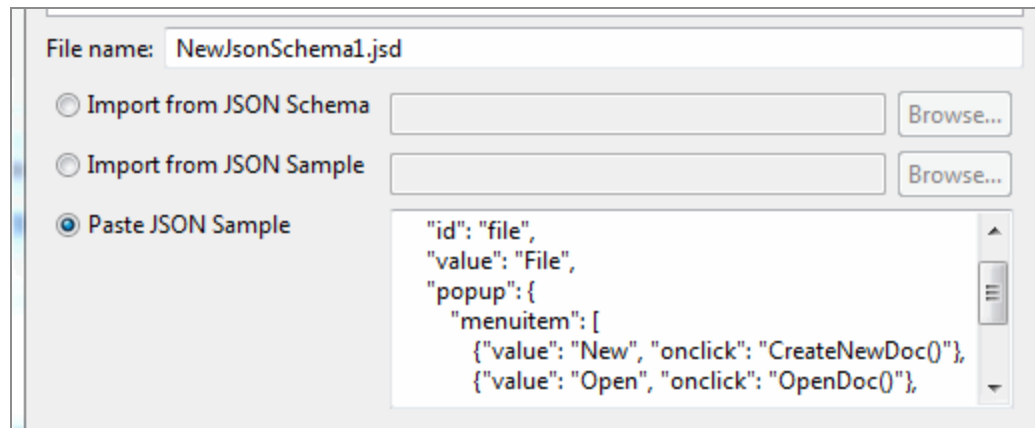 File name: NewJsonSchema1.jsd
Import from JSON Schema Browse...
Import from JSON Sample Browse...
Paste JSON Sample
"id": "file",
"value": "File",
"popup": {
"menuitem": [
{"value": "New", "onclick": "CreateNewDoc()"},
{"value": "Open", "onclick": "OpenDoc()"},